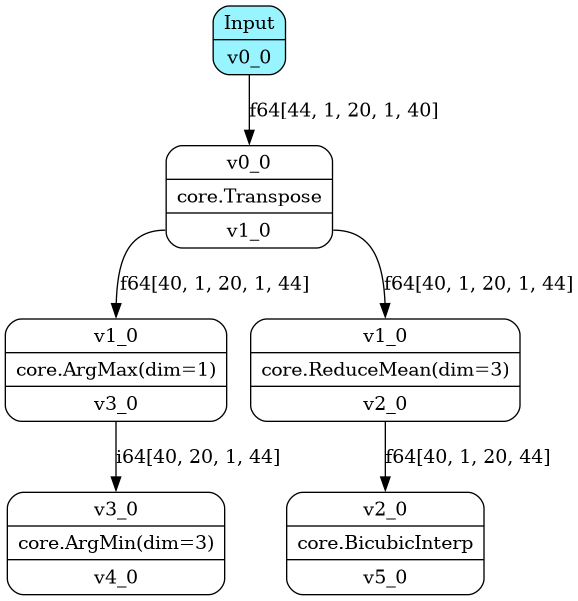 Input
v0_0
f64[44, 1, 20, 1, 40]
v0_0
core.Transpose
v1_0
f64[40, 1, 20, 1, 44]
f64[40, 1, 20, 1, 44]
v1_0
core.ArgMax(dim=1)
v3_0
v1_0
core.ReduceMean(dim=3)
v2_0
i64[40, 20, 1, 44]
f64[40, 1, 20, 44]
v3_0
core.ArgMin(dim=3)
v4_0
v2_0
core.BicubicInterp
v5_0